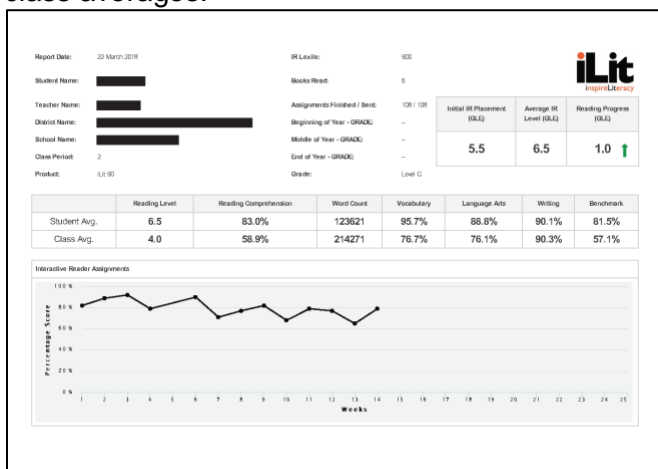 class averages.
Report Date: 22 March 2019 IR Lexile: 900
Student Name: Books Read: 6
Teacher Name: Assignments Finished / Sent: 108 / 108
District Name: Beginning of Year - GRADE: –
School Name: Middle of Year - GRADE: –
Class Period: 2 End of Year - GRADE: –
Product: iLit 90 Grade: Level C
iLit
inspireLiteracy
Initial IR Placement (GLE) Average IR Level (GLE) Reading Progress (GLE)
5.5 6.5 1.0
Reading Level Reading Comprehension Word Count Vocabulary Language Arts Writing Benchmark
Student Avg. 6.5 83.0% 123621 95.7% 88.8% 90.1% 81.5%
Class Avg. 4.0 58.9% 214271 76.7% 76.1% 90.3% 57.1%
Interactive Reader Assignments
Percentage Score
100 %
80 %
60 %
40 %
20 %
0 %
1 2 3 4 5 6 7 8 9 10 11 12 13 14 15 16 17 18 19 20 21 22 23 24 25
Weeks